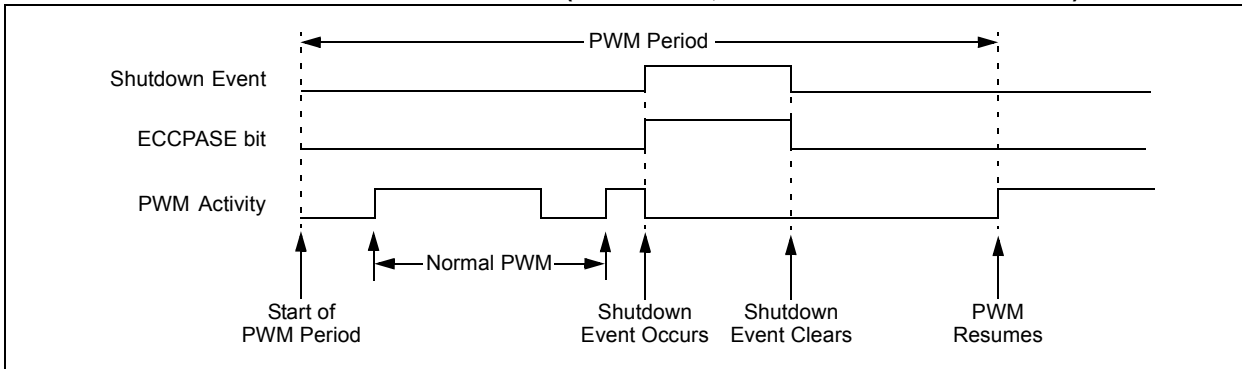 PWM Period
Shutdown Event
ECCPASE bit
PWM Activity
Normal PWM
Start of
PWM Period
Shutdown
Event Occurs
Shutdown
Event Clears
PWM
Resumes